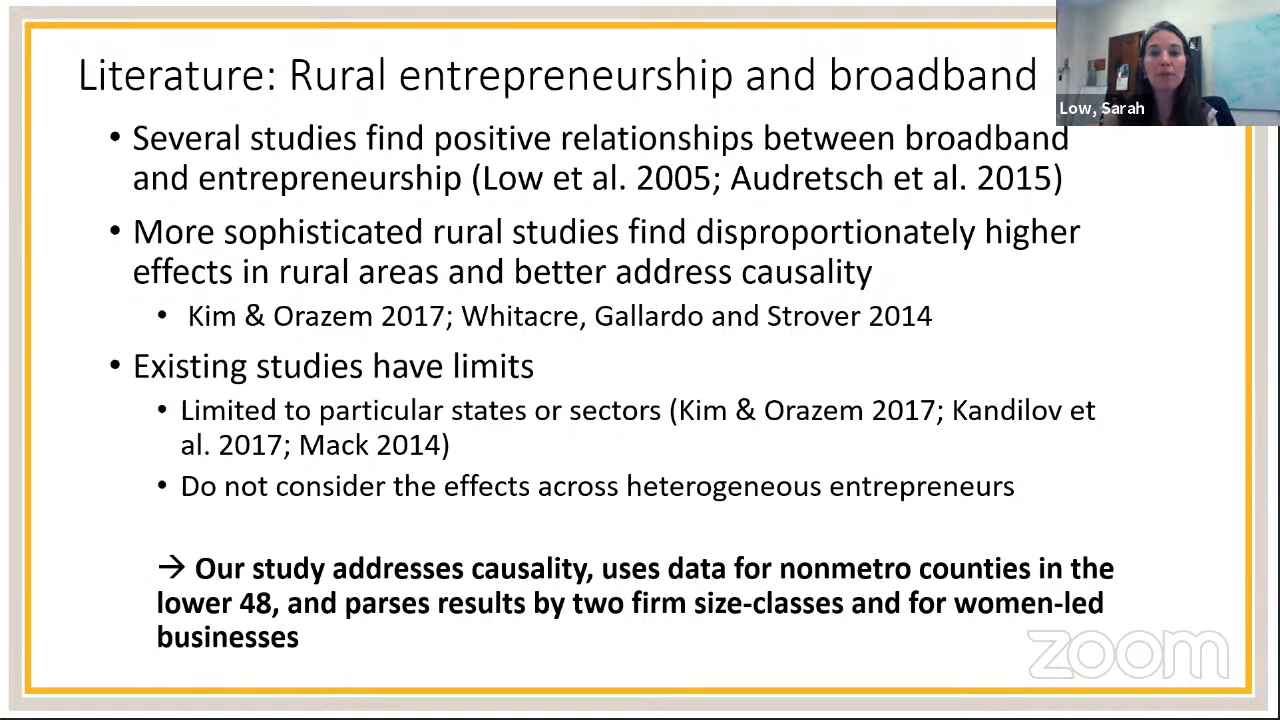 Literature: Rural entrepreneurship and broadband
Low, Sarah
• Several studies find positive relationships between broadband
and entrepreneurship (Low et al. 2005; Audretsch et al. 2015)
• More sophisticated rural studies find disproportionately higher
effects in rural areas and better address causality
• Kim & Orazem 2017; Whitacre, Gallardo and Strover 2014
• Existing studies have limits
• Limited to particular states or sectors (Kim & Orazem 2017; Kandilov et
al. 2017; Mack 2014)
• Do not consider the effects across heterogeneous entrepreneurs
→ Our study addresses causality, uses data for nonmetro counties in the
lower 48, and parses results by two firm size-classes and for women-led
businesses
zoom